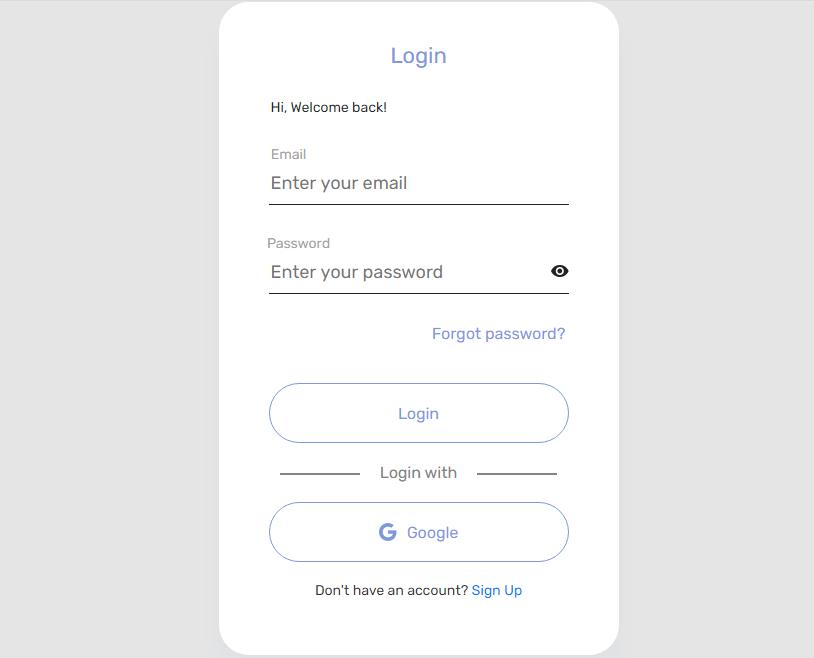 Login
Hi, Welcome back!
Email
Enter your email
Password
Enter your password
Forgot password?
Login
Login with
Google
Don't have an account? Sign Up